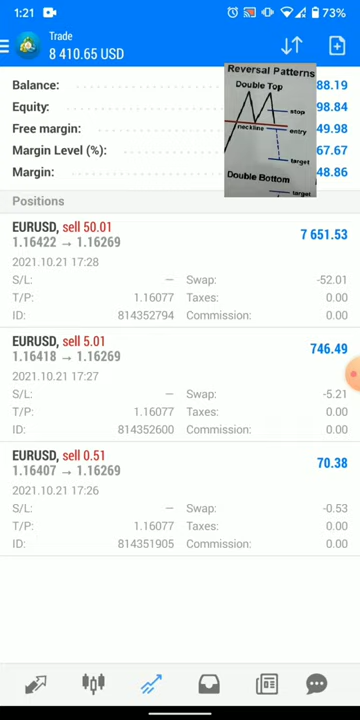 1:21
73%
Trade
8 410.65 USD
Balance: 88.19
Equity: 98.84
Free margin: 49.98
Margin Level (%): 67.67
Margin: 48.86
Reversal Patterns
Double Top
stop
neckline
entry
target
Double Bottom
target
Positions
EURUSD, sell 50.01
7 651.53
1.16422 → 1.16269
2021.10.21 17:28
S/L: — Swap: -52.01
T/P: 1.16077 Taxes: 0.00
ID: 814352794 Commission: 0.00
EURUSD, sell 5.01
746.49
1.16418 → 1.16269
2021.10.21 17:27
S/L: — Swap: -5.21
T/P: 1.16077 Taxes: 0.00
ID: 814352600 Commission: 0.00
EURUSD, sell 0.51
70.38
1.16407 → 1.16269
2021.10.21 17:26
S/L: — Swap: -0.53
T/P: 1.16077 Taxes: 0.00
ID: 814351905 Commission: 0.00